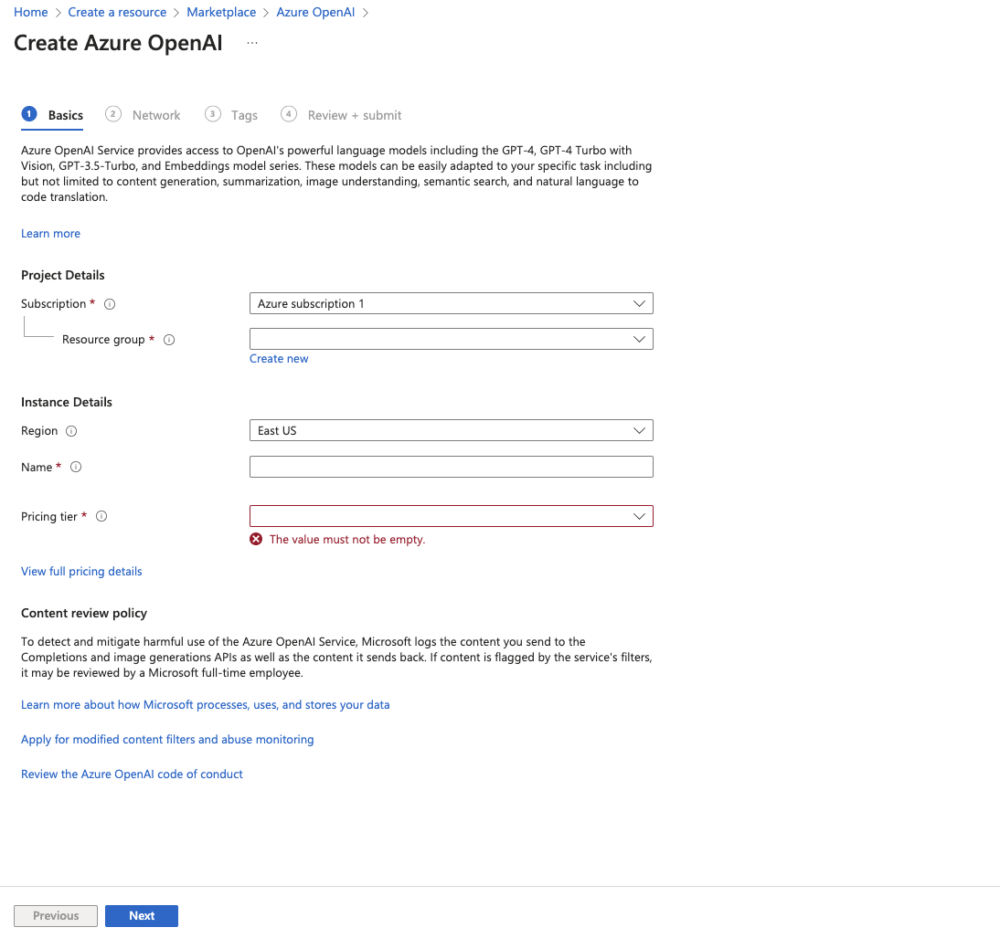 Home > Create a resource > Marketplace > Azure OpenAI >
Create Azure OpenAI ...
1 Basics 2 Network 3 Tags 4 Review + submit
Azure OpenAI Service provides access to OpenAI's powerful language models including the GPT-4, GPT-4 Turbo with
Vision, GPT-3.5-Turbo, and Embeddings model series. These models can be easily adapted to your specific task including
but not limited to content generation, summarization, image understanding, semantic search, and natural language to
code translation.
Learn more
Project Details
Subscription * Azure subscription 1
Resource group *
Create new
Instance Details
Region East US
Name *
Pricing tier *
The value must not be empty.
View full pricing details
Content review policy
To detect and mitigate harmful use of the Azure OpenAI Service, Microsoft logs the content you send to the
Completions and image generations APIs as well as the content it sends back. If content is flagged by the service's filters,
it may be reviewed by a Microsoft full-time employee.
Learn more about how Microsoft processes, uses, and stores your data
Apply for modified content filters and abuse monitoring
Review the Azure OpenAI code of conduct
Previous Next